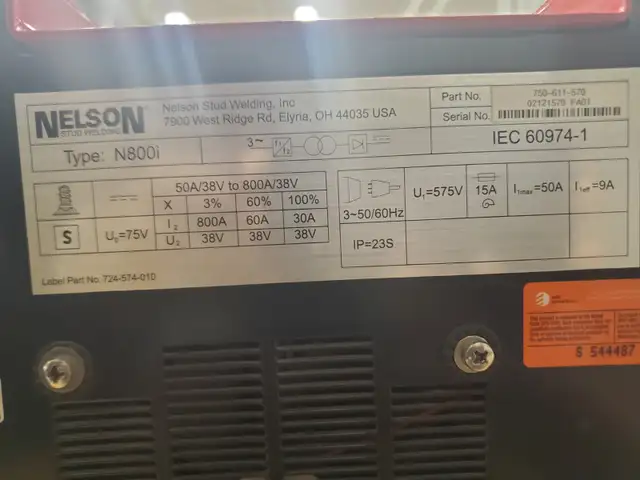 NELSON
STUD WELDING
Nelson Stud Welding, Inc
7900 West Ridge Rd, Elyria, OH 44035 USA
Part No. 750-611-570
Serial No. 02121570 FA01
Type: N800i
3~
f₁
f₂
IEC 60974-1
50A/38V to 800A/38V
X 3% 60% 100%
I₂ 800A 60A 30A
U₂ 38V 38V 38V
S
U₀=75V
3~50/60Hz
U₁=575V
15A
I₁max=50A
I₁eff=9A
IP=23S
Label Part No. 724-574-010
S 544487